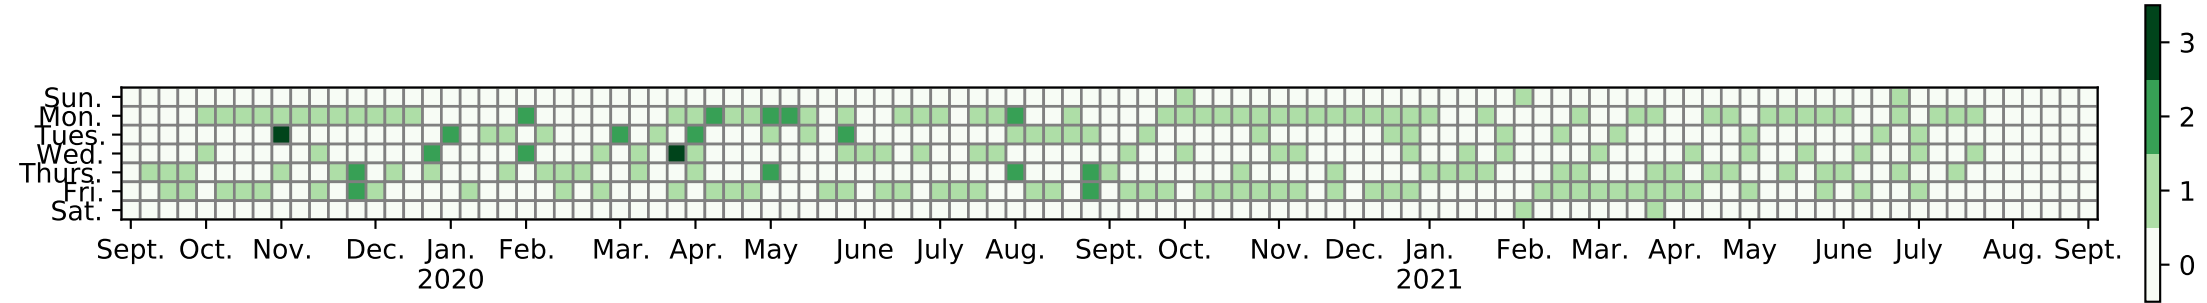 3
Sun.
Mon.
2
Tues.
Wed.
Thurs.
1
Fri.
Sat.
Sept. Oct. Nov. Dec. Jan. Feb. Mar. Apr. May June July Aug. Sept. Oct. Nov. Dec. Jan. Feb. Mar. Apr. May June July Aug. Sept.
0
2020 2021